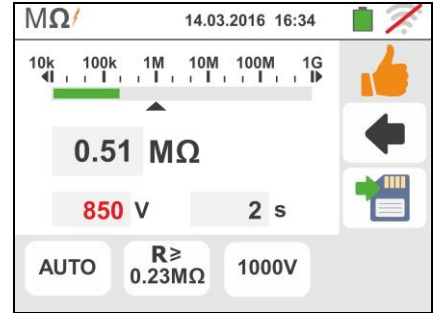 MΩ 14.03.2016 16:34
10k 100k 1M 10M 100M 1G
0.51 MΩ
850 V 2 s
AUTO R≥ 0.23MΩ 1000V